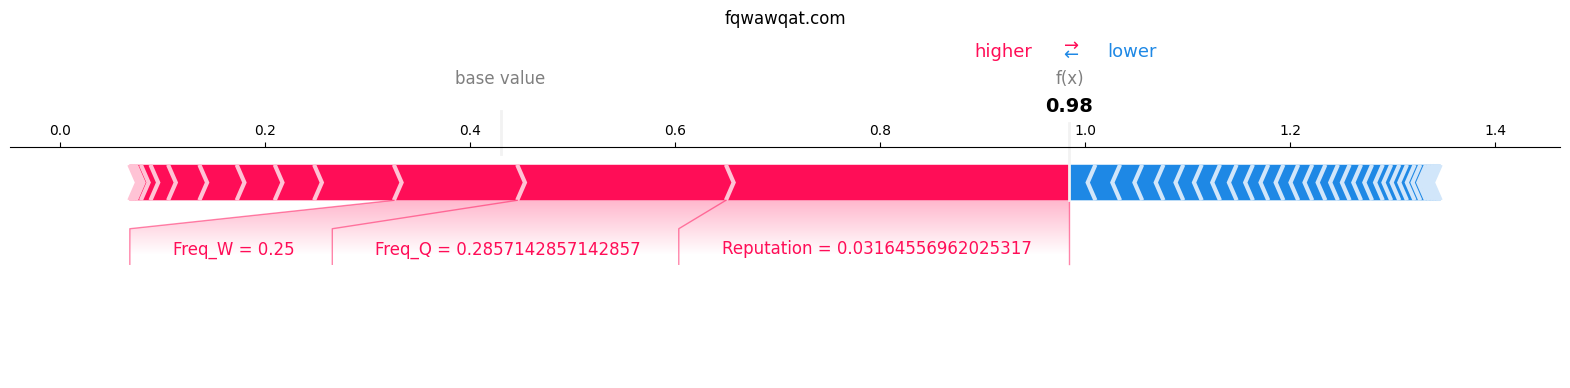 fqwawqat.com
higher → lower
←
base value f(x)
0.98
0.0 0.2 0.4 0.6 0.8 1.0 1.2 1.4
Freq_W = 0.25 Freq_Q = 0.2857142857142857 Reputation = 0.03164556962025317